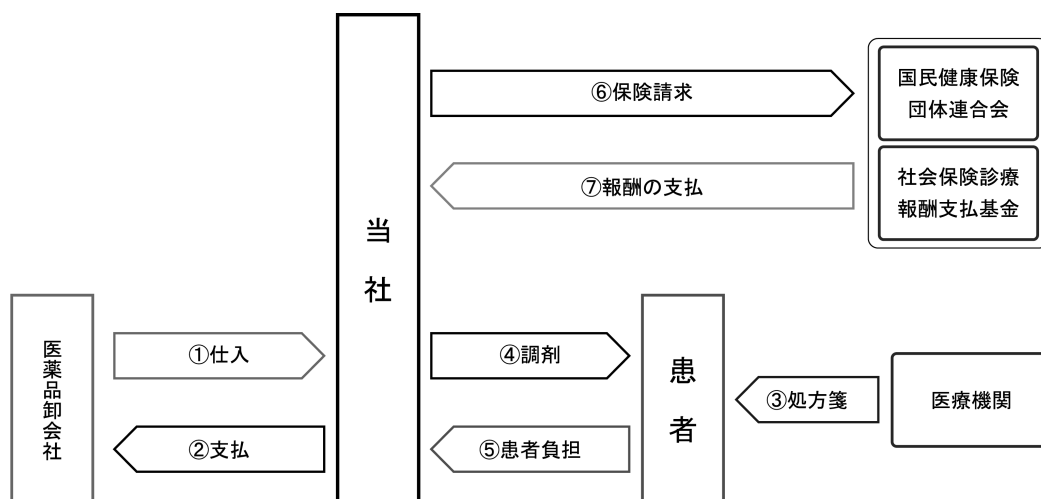 ⑥保険請求
国民健康保険
団体連合会
⑦報酬の支払
社会保険診療
報酬支払基金
当社
医薬品卸会社
①仕入
②支払
④調剤
⑤患者負担
患者
③処方箋
医療機関